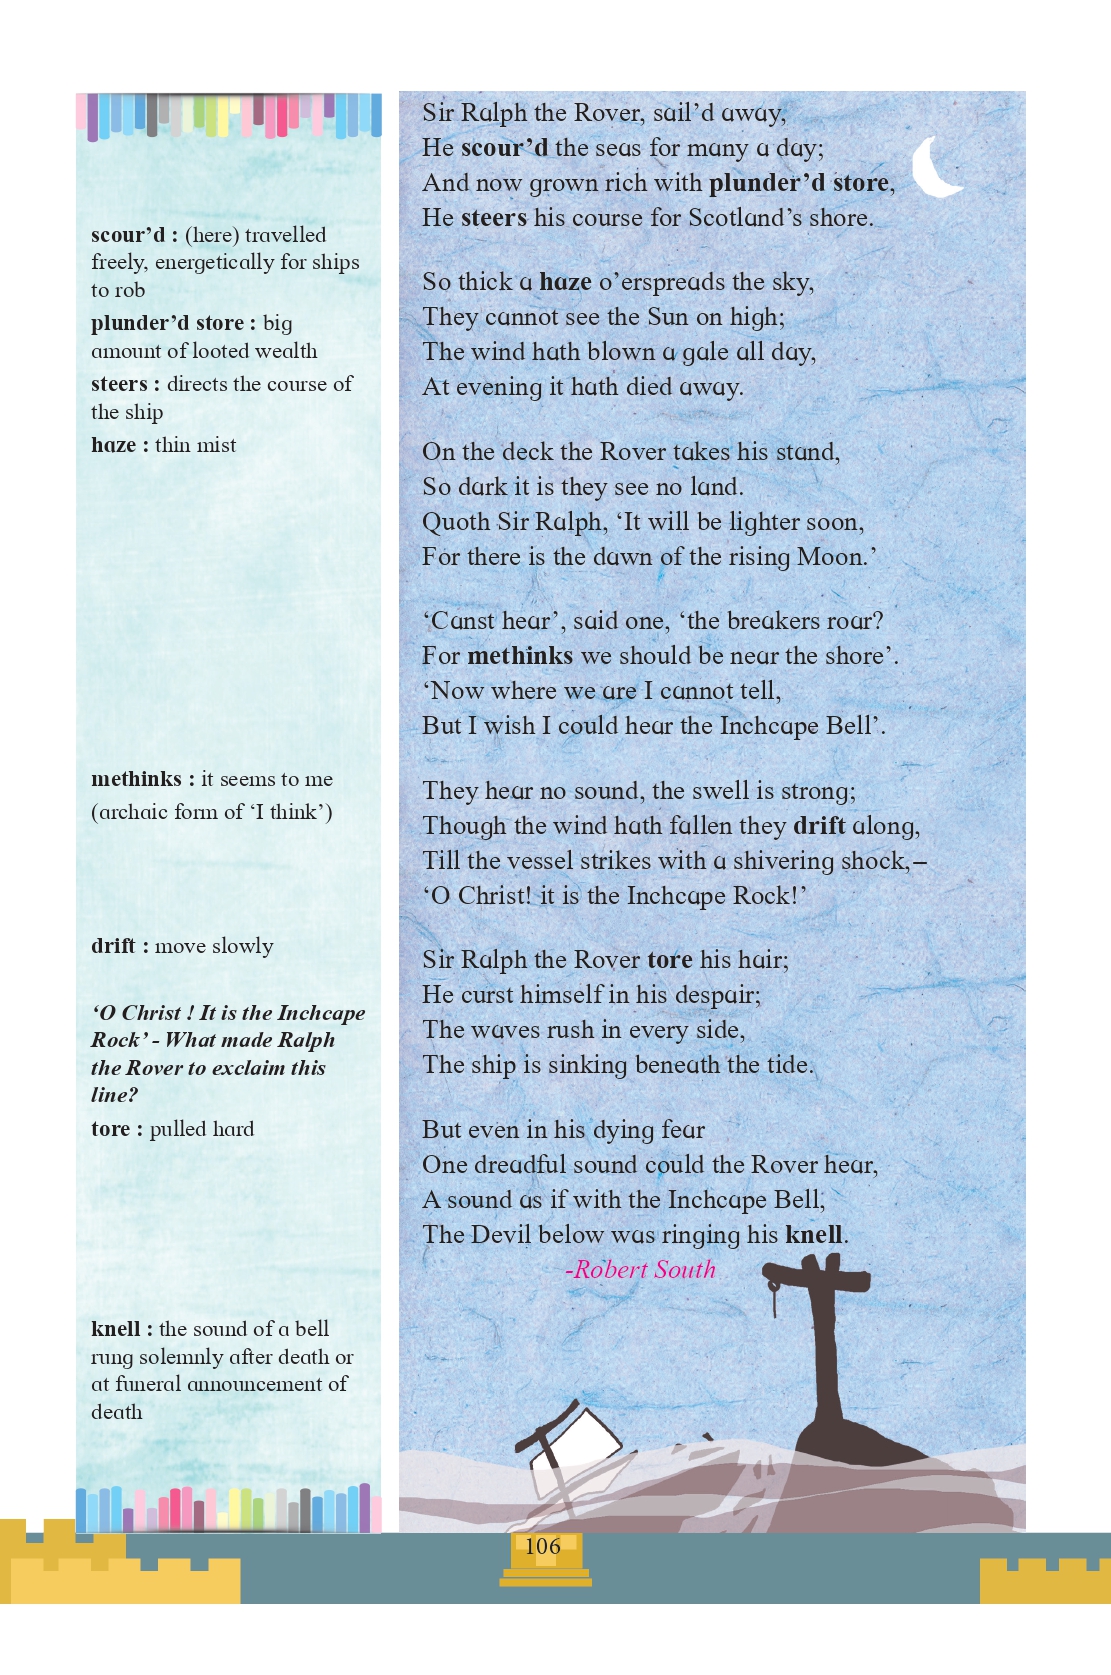 scour’d : (here) travelled
freely, energetically for ships
to rob
plunder’d store : big
amount of looted wealth
steers : directs the course of
the ship
haze : thin mist
methinks : it seems to me
(archaic form of ‘I think’)
drift : move slowly
‘O Christ ! It is the Inchcape
Rock’ - What made Ralph
the Rover to exclaim this
line?
tore : pulled hard
knell : the sound of a bell
rung solemnly after death or
at funeral announcement of
death
Sir Ralph the Rover, sail’d away,
He scour’d the seas for many a day;
And now grown rich with plunder’d store,
He steers his course for Scotland’s shore.
So thick a haze o’erspreads the sky,
They cannot see the Sun on high;
The wind hath blown a gale all day,
At evening it hath died away.
On the deck the Rover takes his stand,
So dark it is they see no land.
Quoth Sir Ralph, ‘It will be lighter soon,
For there is the dawn of the rising Moon.’
‘Canst hear’, said one, ‘the breakers roar?
For methinks we should be near the shore’.
‘Now where we are I cannot tell,
But I wish I could hear the Inchcape Bell’.
They hear no sound, the swell is strong;
Though the wind hath fallen they drift along,
Till the vessel strikes with a shivering shock,–
‘O Christ! it is the Inchcape Rock!’
Sir Ralph the Rover tore his hair;
He curst himself in his despair;
The waves rush in every side,
The ship is sinking beneath the tide.
But even in his dying fear
One dreadful sound could the Rover hear,
A sound as if with the Inchcape Bell,
The Devil below was ringing his knell.
-Robert South
106